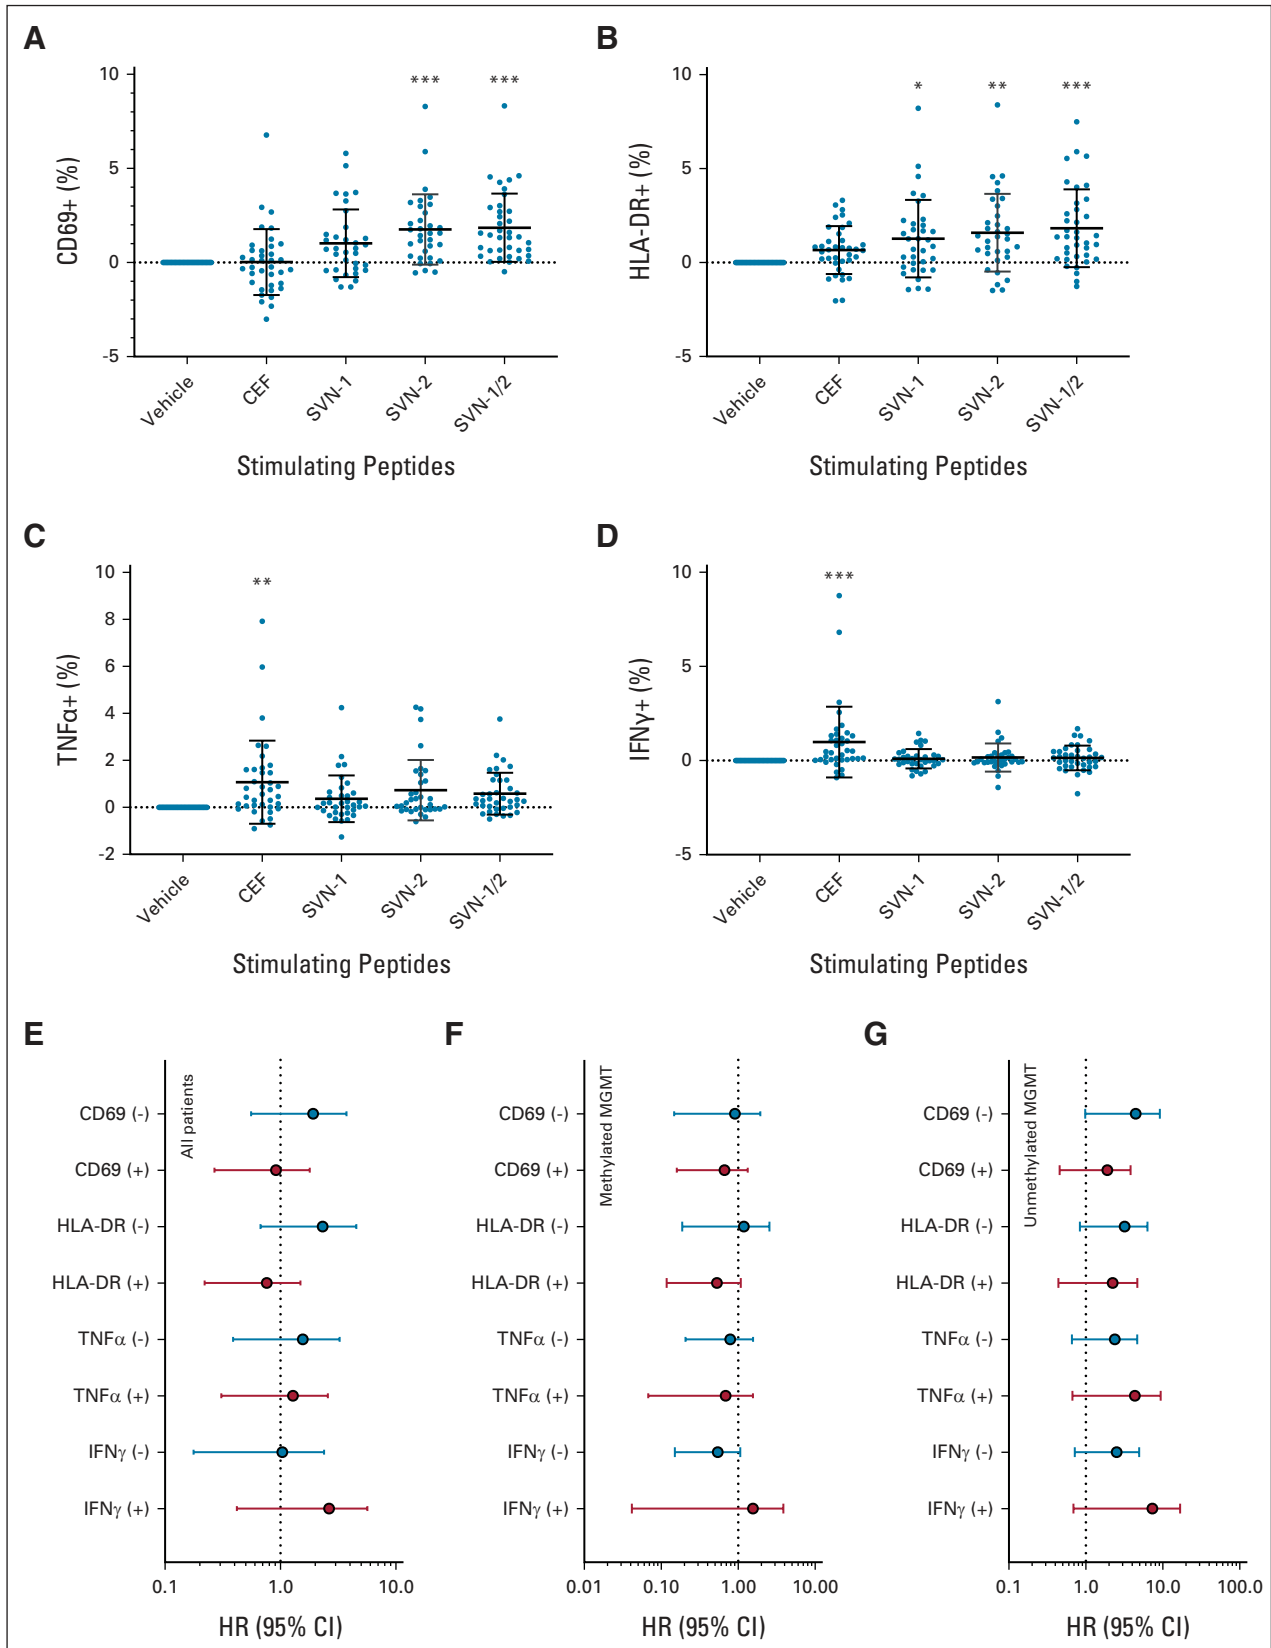 A
CD69+ (%)
10
5
0
-5
*** ***
Vehicle
CEF
SVN-1
SVN-2
SVN-1/2
Stimulating Peptides
B
HLA-DR+ (%)
10
5
0
-5
* ** ***
Vehicle
CEF
SVN-1
SVN-2
SVN-1/2
Stimulating Peptides
C
TNFα+ (%)
10
8
6
4
2
0
-2
**
Vehicle
CEF
SVN-1
SVN-2
SVN-1/2
Stimulating Peptides
D
IFNγ+ (%)
10
5
0
-5
***
Vehicle
CEF
SVN-1
SVN-2
SVN-1/2
Stimulating Peptides
E
All patients
CD69 (-)
CD69 (+)
HLA-DR (-)
HLA-DR (+)
TNFα (-)
TNFα (+)
IFNγ (-)
IFNγ (+)
0.1 1.0 10.0
HR (95% CI)
F
Methylated MGMT
CD69 (-)
CD69 (+)
HLA-DR (-)
HLA-DR (+)
TNFα (-)
TNFα (+)
IFNγ (-)
IFNγ (+)
0.01 0.10 1.00 10.00
HR (95% CI)
G
Unmethylated MGMT
CD69 (-)
CD69 (+)
HLA-DR (-)
HLA-DR (+)
TNFα (-)
TNFα (+)
IFNγ (-)
IFNγ (+)
0.1 1.0 10.0 100.0
HR (95% CI)